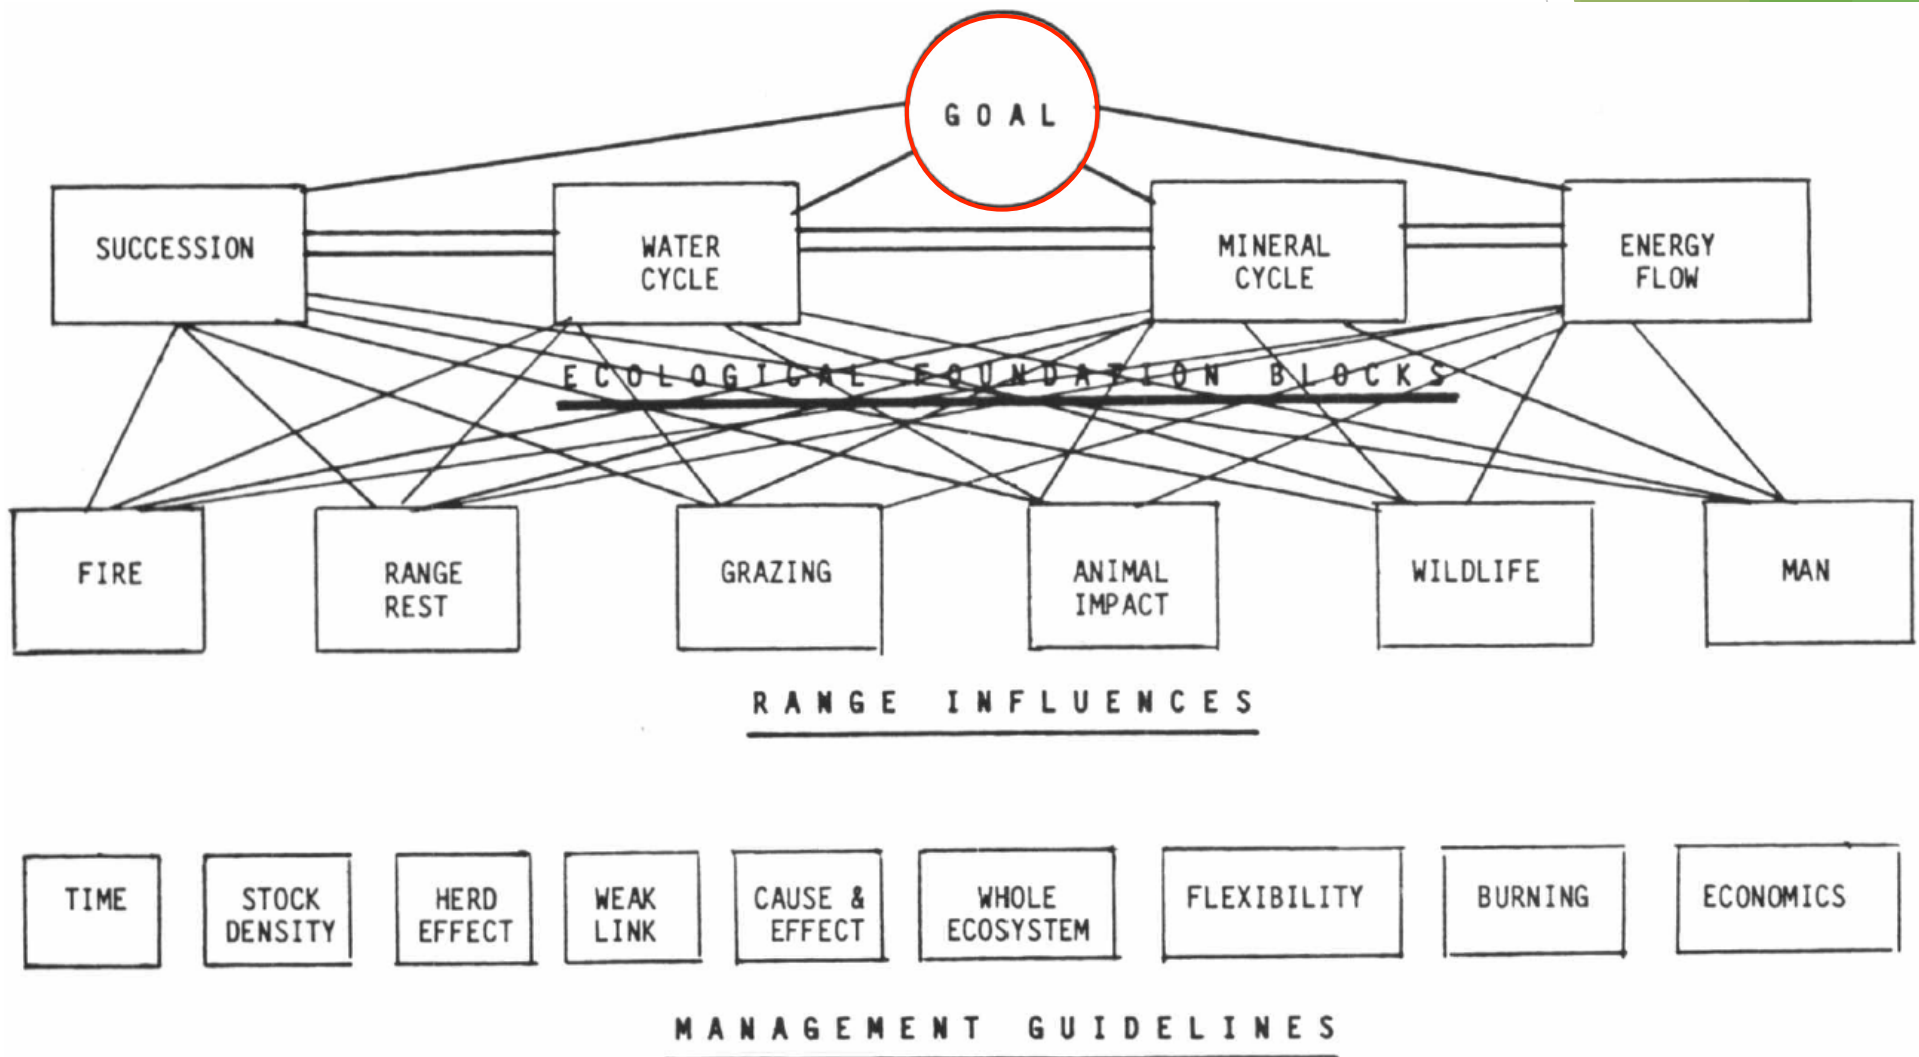 GOAL
SUCCESSION
WATER
CYCLE
MINERAL
CYCLE
ENERGY
FLOW
ECOLOGICAL FOUNDATION BLOCKS
FIRE
RANGE
REST
GRAZING
ANIMAL
IMPACT
WILDLIFE
MAN
RANGE INFLUENCES
TIME
STOCK
DENSITY
HERD
EFFECT
WEAK
LINK
CAUSE &
EFFECT
WHOLE
ECOSYSTEM
FLEXIBILITY
BURNING
ECONOMICS
MANAGEMENT GUIDELINES